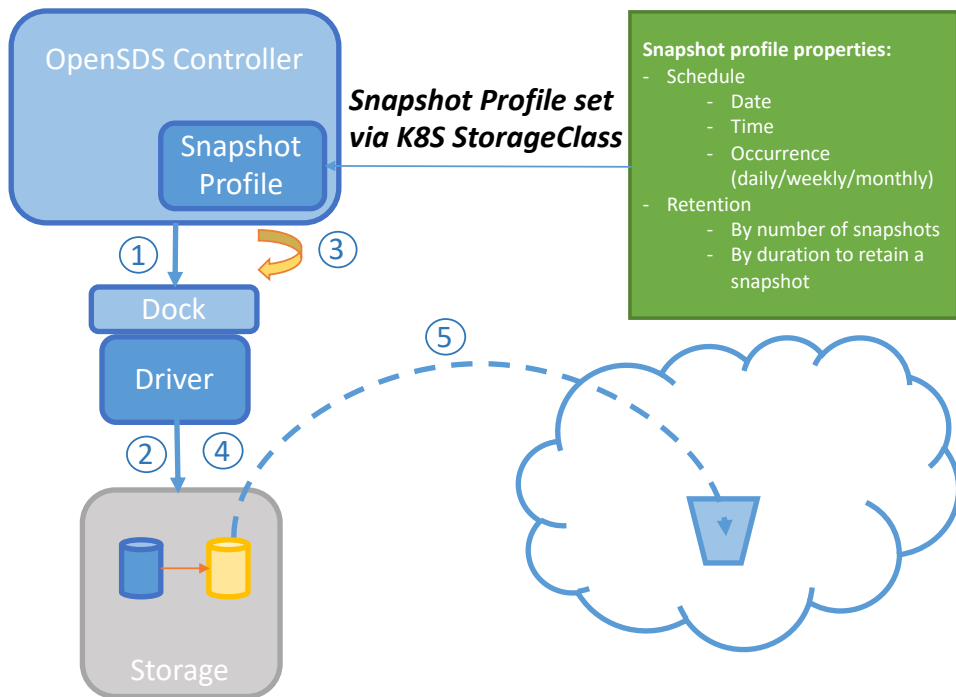 OpenSDS Controller
Snapshot
Profile
Snapshot Profile set
via K8S StorageClass
Snapshot profile properties:
- Schedule
- Date
- Time
- Occurrence
(daily/weekly/monthly)
- Retention
- By number of snapshots
- By duration to retain a
snapshot
1
3
Dock
Driver
5
2
4
Storage